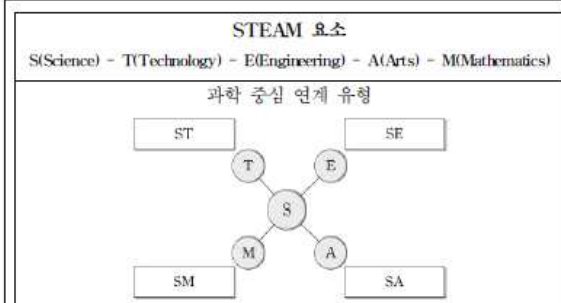 STEAM 요소
S(Science) - T(Technology) - E(Engineering) - A(Arts) - M(Mathematics)
과학 중심 연계 유형
ST SE
T E
S
M A
SM SA